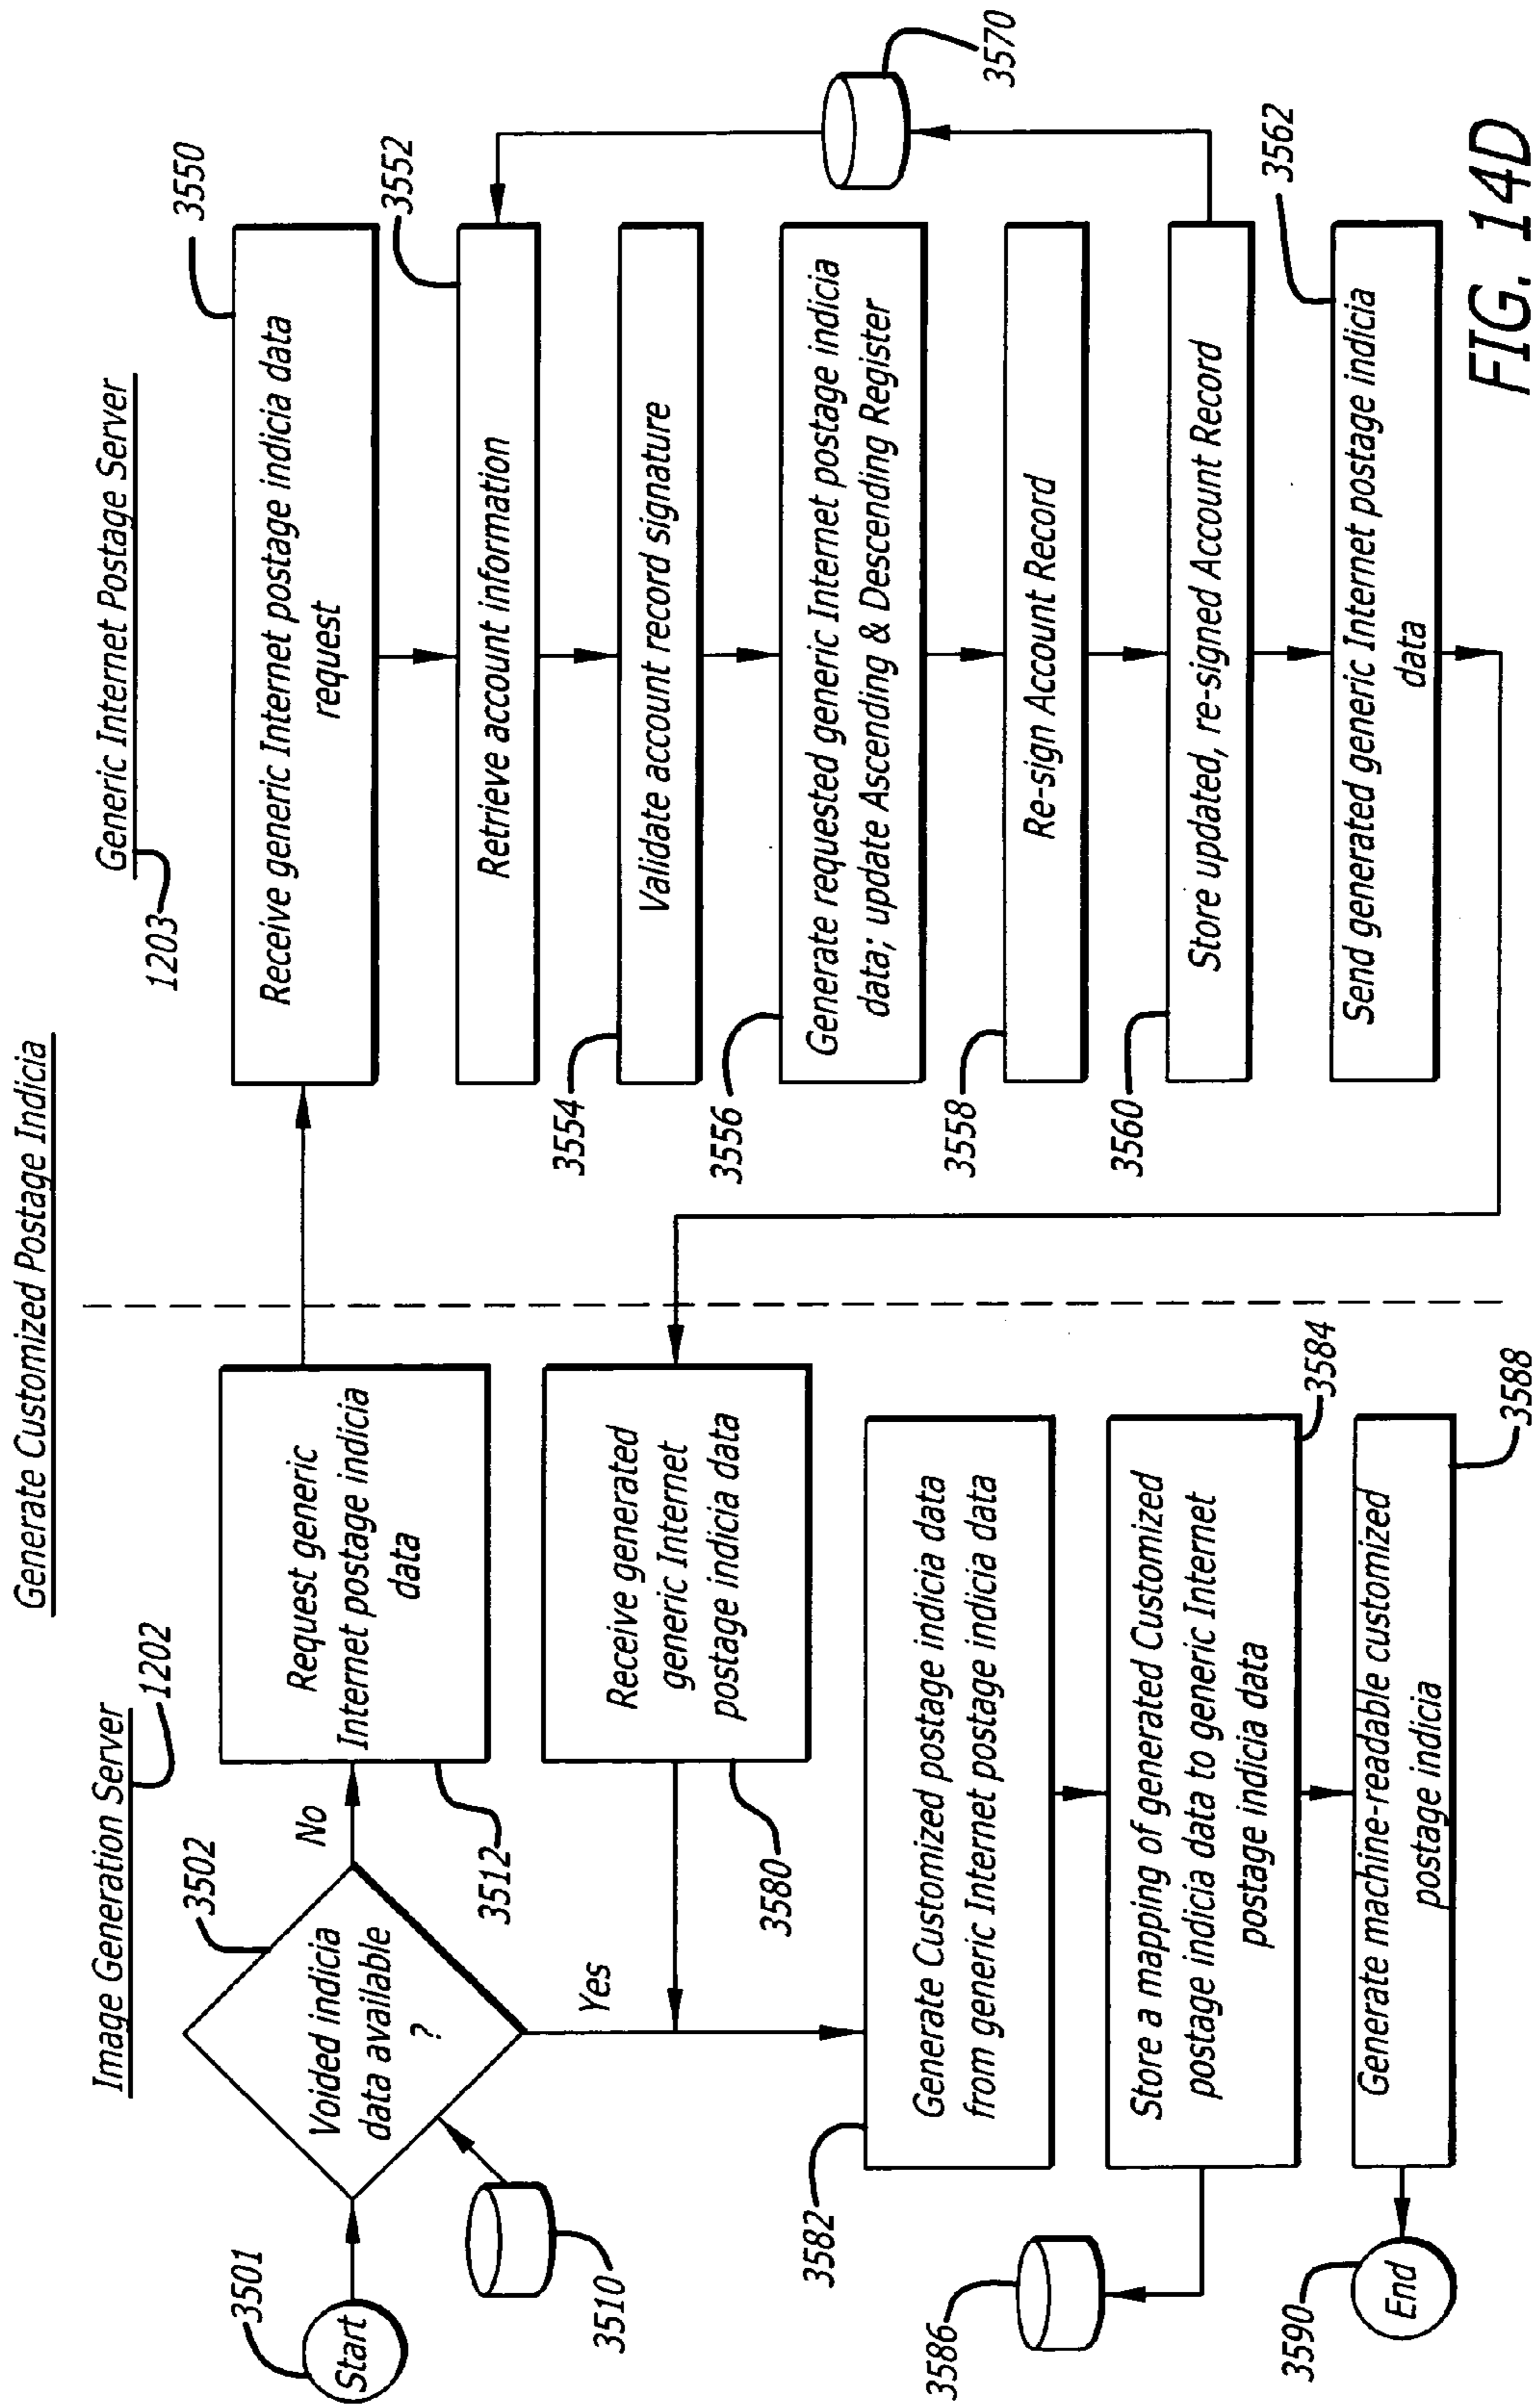 Generate Customized Postage Indicia
Image Generation Server
1202
3501
Start
3502
Voided indicia
data available
?
No
Yes
3510
Request generic
Internet postage indicia
data
3512
Receive generated
generic Internet
postage indicia data
3580
Generate Customized postage indicia data
from generic Internet postage indicia data
3582
Store a mapping of generated Customized
postage indicia data to generic Internet
postage indicia data
3584
3586
Generate machine-readable customized
postage indicia
3588
3590
End
Generic Internet Postage Server
1203
Receive generic Internet postage indicia data
request
3550
Retrieve account information
3552
Validate account record signature
3554
Generate requested generic Internet postage indicia
data; update Ascending & Descending Register
3556
Re-sign Account Record
3558
Store updated, re-signed Account Record
3560
3570
Send generated generic Internet postage indicia
data
3562
FIG. 14D